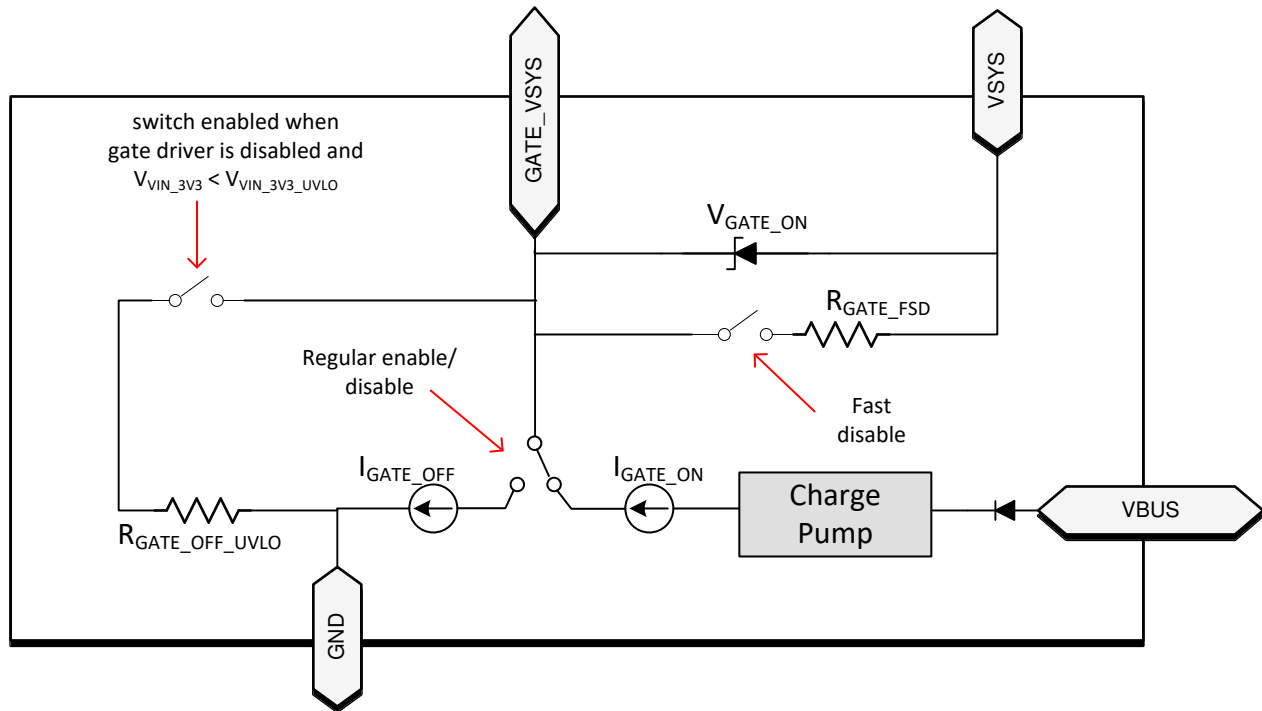 GATE_VSYS
VSYS
switch enabled when
gate driver is disabled and
V_VIN_3V3 < V_VIN_3V3_UVLO
V_GATE_ON
R_GATE_FSD
Regular enable/
disable
Fast
disable
I_GATE_OFF
I_GATE_ON
Charge
Pump
VBUS
R_GATE_OFF_UVLO
GND